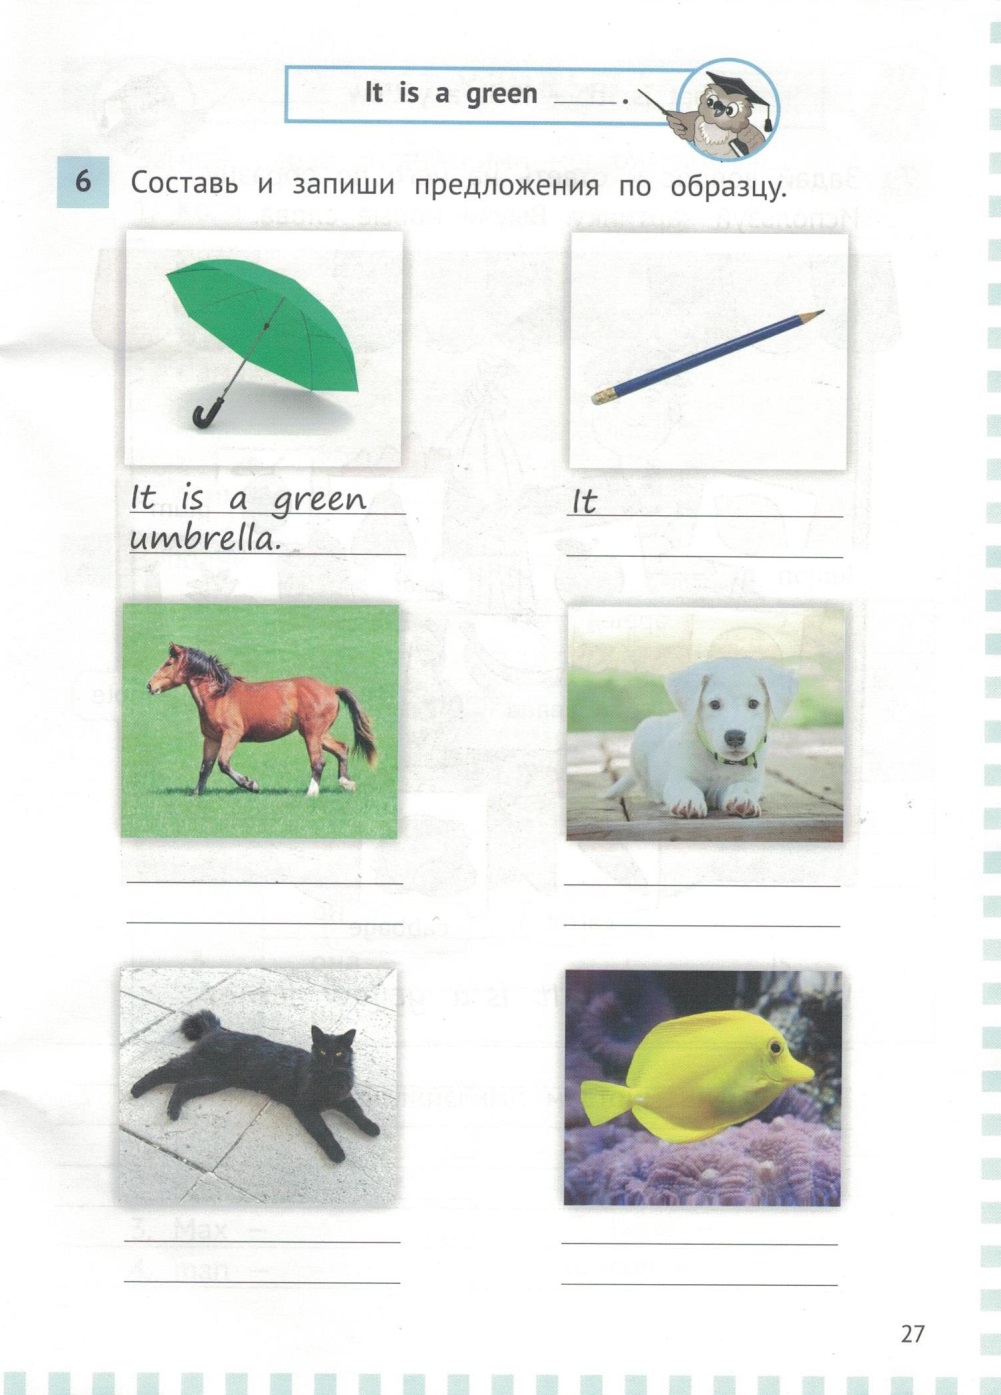 It is a green ____.
6 Составь и запиши предложения по образцу.
It is a green
umbrella.
It
27